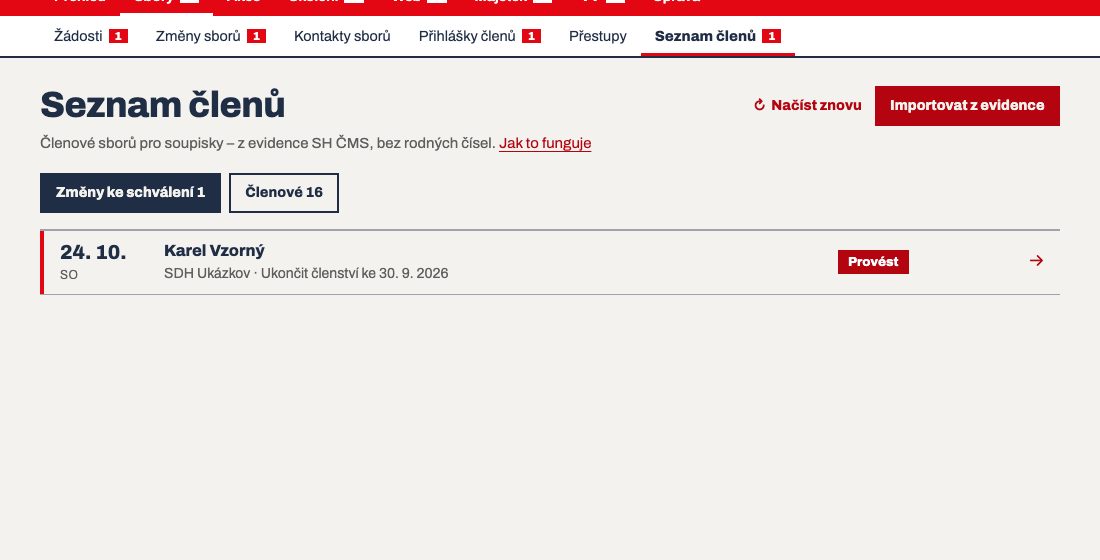 Žádosti 1 Změny sborů 1 Kontakty sborů Přihlášky členů 1 Přestupy Seznam členů 1
Seznam členů
Načíst znovu
Importovat z evidence
Členové sborů pro soupisky – z evidence SH ČMS, bez rodných čísel. Jak to funguje
Změny ke schválení 1 Členové 16
24. 10. Karel Vzorný
SO SDH Ukázkov · Ukončit členství ke 30. 9. 2026
Provést →